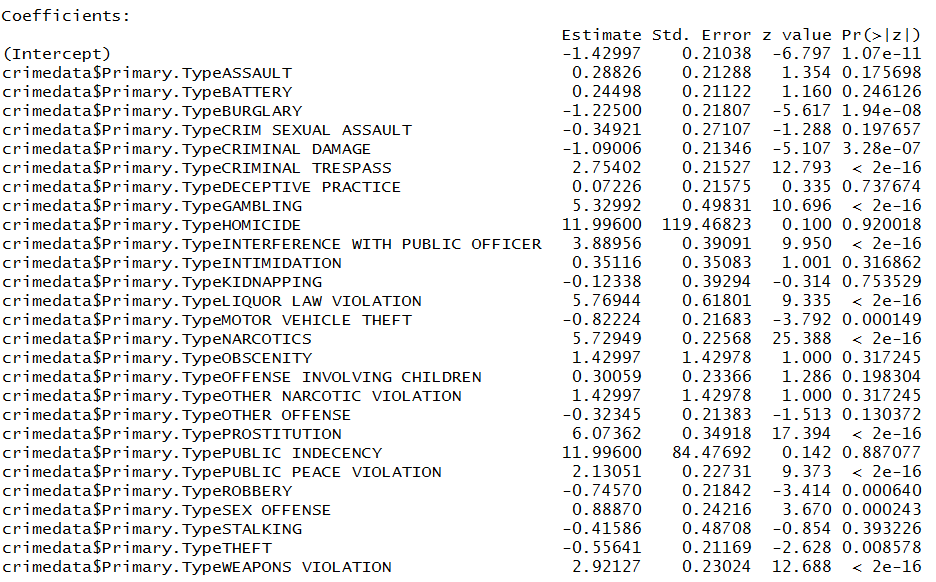 Coefficients:
Estimate Std. Error z value Pr(>|z|)
(Intercept) -1.42997 0.21038 -6.797 1.07e-11
crimedata$Primary.TypeASSAULT 0.28826 0.21288 1.354 0.175698
crimedata$Primary.TypeBATTERY 0.24498 0.21122 1.160 0.246126
crimedata$Primary.TypeBURGLARY -1.22500 0.21807 -5.617 1.94e-08
crimedata$Primary.TypeCRIM SEXUAL ASSAULT -0.34921 0.27107 -1.288 0.197657
crimedata$Primary.TypeCRIMINAL DAMAGE -1.09006 0.21346 -5.107 3.28e-07
crimedata$Primary.TypeCRIMINAL TRESPASS 2.75402 0.21527 12.793 < 2e-16
crimedata$Primary.TypeDECEPTIVE PRACTICE 0.07226 0.21575 0.335 0.737674
crimedata$Primary.TypeGAMBLING 5.32992 0.49831 10.696 < 2e-16
crimedata$Primary.TypeHOMICIDE 11.99600 119.46823 0.100 0.920018
crimedata$Primary.TypeINTERFERENCE WITH PUBLIC OFFICER 3.88956 0.39091 9.950 < 2e-16
crimedata$Primary.TypeINTIMIDATION 0.35116 0.35083 1.001 0.316862
crimedata$Primary.TypeKIDNAPPING -0.12338 0.39294 -0.314 0.753529
crimedata$Primary.TypeLIQUOR LAW VIOLATION 5.76944 0.61801 9.335 < 2e-16
crimedata$Primary.TypeMOTOR VEHICLE THEFT -0.82224 0.21683 -3.792 0.000149
crimedata$Primary.TypeNARCOTICS 5.72949 0.22568 25.388 < 2e-16
crimedata$Primary.TypeOBSCENITY 1.42997 1.42978 1.000 0.317245
crimedata$Primary.TypeOFFENSE INVOLVING CHILDREN 0.30059 0.23366 1.286 0.198304
crimedata$Primary.TypeOTHER NARCOTIC VIOLATION 1.42997 1.42978 1.000 0.317245
crimedata$Primary.TypeOTHER OFFENSE -0.32345 0.21383 -1.513 0.130372
crimedata$Primary.TypePROSTITUTION 6.07362 0.34918 17.394 < 2e-16
crimedata$Primary.TypePUBLIC INDECENCY 11.99600 84.47692 0.142 0.887077
crimedata$Primary.TypePUBLIC PEACE VIOLATION 2.13051 0.22731 9.373 < 2e-16
crimedata$Primary.TypeROBBERY -0.74570 0.21842 -3.414 0.000640
crimedata$Primary.TypeSEX OFFENSE 0.88870 0.24216 3.670 0.000243
crimedata$Primary.TypeSTALKING -0.41586 0.48708 -0.854 0.393226
crimedata$Primary.TypeTHEFT -0.55641 0.21169 -2.628 0.008578
crimedata$Primary.TypeWEAPONS VIOLATION 2.92127 0.23024 12.688 < 2e-16